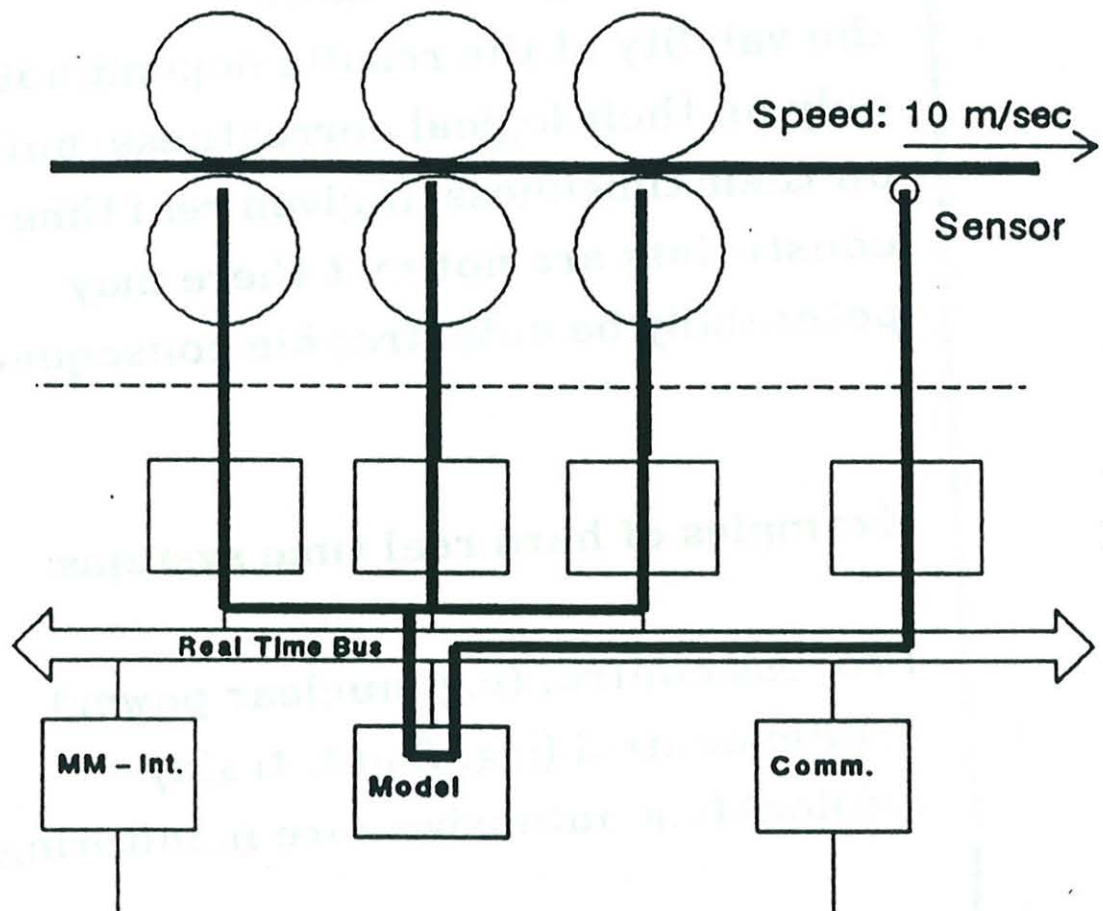 Speed: 10 m/sec
Sensor
Real Time Bus
MM-Int.
Model
Comm.